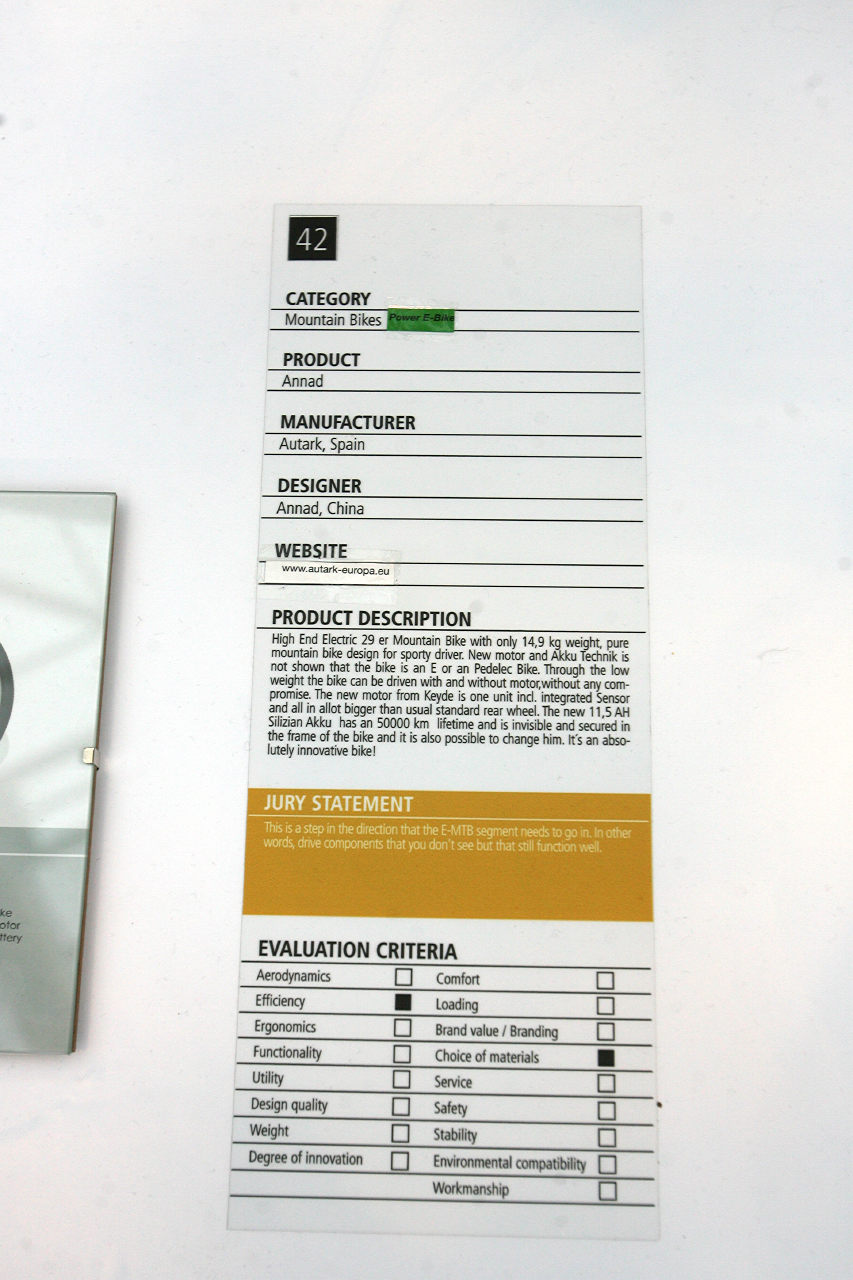 42
CATEGORY
Mountain Bikes Power E-Bike
PRODUCT
Annad
MANUFACTURER
Autark, Spain
DESIGNER
Annad, China
WEBSITE
www.autark-europa.eu
PRODUCT DESCRIPTION
High End Electric 29 er Mountain Bike with only 14,9 kg weight, pure
mountain bike design for sporty driver. New motor and Akku Technik is
not shown that the bike is an E or an Pedelec Bike. Through the low
weight the bike can be driven with and without motor,without any com-
promise. The new motor from Keyde is one unit incl. integrated Sensor
and all in allot bigger than usual standard rear wheel. The new 11,5 AH
Silizian Akku has an 50000 km lifetime and is invisible and secured in
the frame of the bike and it is also possible to change him. It´s an abso-
lutely innovative bike!
JURY STATEMENT
This is a step in the direction that the E-MTB segment needs to go in. In other
words, drive components that you don't see but that still function well.
EVALUATION CRITERIA
Aerodynamics Comfort
Efficiency Loading
Ergonomics Brand value / Branding
Functionality Choice of materials
Utility Service
Design quality Safety
Weight Stability
Degree of innovation Environmental compatibility
Workmanship
ke
otor
ttery